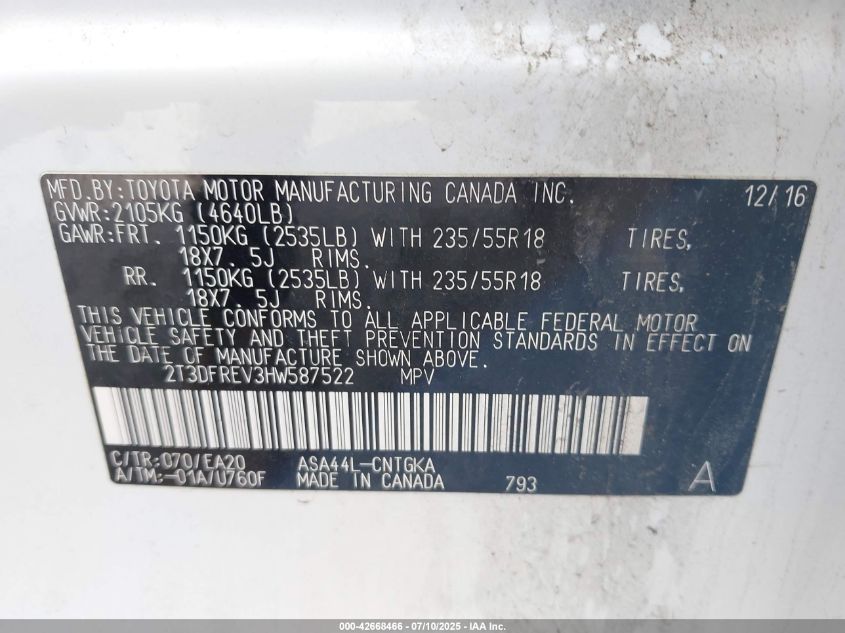 MFD.BY:TOYOTA MOTOR MANUFACTURING CANADA INC. 12/16
GVWR:2105KG (4640LB)
GAWR:FRT. 1150KG (2535LB) WITH 235/55R18 TIRES,
18X7.5J RIMS.
RR. 1150KG (2535LB) WITH 235/55R18 TIRES,
18X7.5J RIMS.
THIS VEHICLE CONFORMS TO ALL APPLICABLE FEDERAL MOTOR
VEHICLE SAFETY AND THEFT PREVENTION STANDARDS IN EFFECT ON
THE DATE OF MANUFACTURE SHOWN ABOVE.
2T3DFREV3HW587522 MPV
C/TR:070/EA20 ASA44L-CNTGKA
A/TM:-01A/U760F MADE IN CANADA 793 A
000-42668466 - 07/10/2025 - IAA Inc.